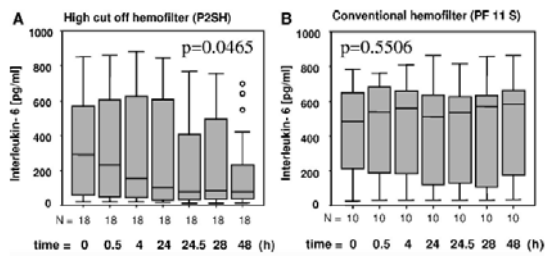 A High cut off hemofilter (P2SH)
p=0.0465
Interleukin- 6 [pg/ml]
1000
800
600
400
200
0
N = 18 18 18 18 18 18 18
time = 0 0.5 4 24 24.5 28 48 (h)
B Conventional hemofilter (PF 11 S)
p=0.5506
Interleukin- 6 [pg/ml]
1000
800
600
400
200
0
N = 10 10 10 10 10 10 10
time = 0 0.5 4 24 24.5 28 48 (h)